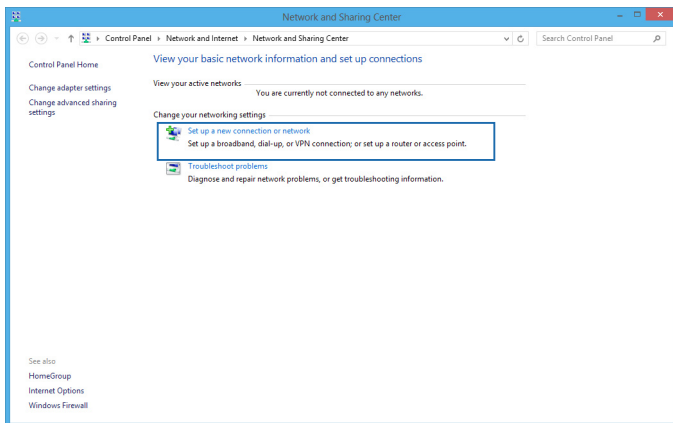 Network and Sharing Center
Control Panel Network and Internet Network and Sharing Center
Search Control Panel
Control Panel Home
Change adapter settings
Change advanced sharing
settings
View your basic network information and set up connections
View your active networks
You are currently not connected to any networks.
Change your networking settings
Set up a new connection or network
Set up a broadband, dial-up, or VPN connection; or set up a router or access point.
Troubleshoot problems
Diagnose and repair network problems, or get troubleshooting information.
See also
HomeGroup
Internet Options
Windows Firewall